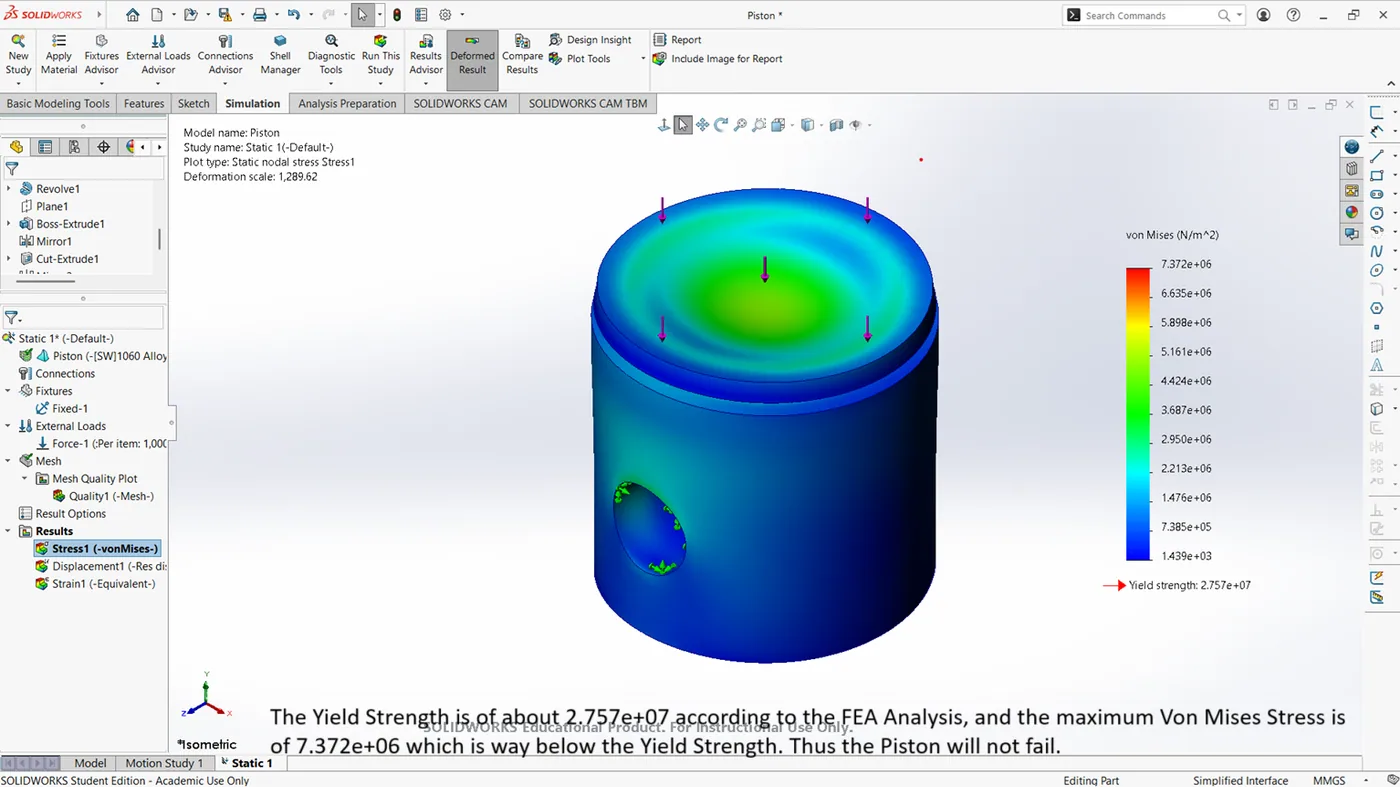 SOLIDWORKS
Piston *
Search Commands
New Study
Apply Material
Fixtures Advisor
External Loads Advisor
Connections Advisor
Shell Manager
Diagnostic Tools
Run This Study
Results Advisor
Deformed Result
Compare Results
Design Insight
Plot Tools
Report
Include Image for Report
Basic Modeling Tools
Features
Sketch
Simulation
Analysis Preparation
SOLIDWORKS CAM
SOLIDWORKS CAM TBM
Revolve1
Plane1
Boss-Extrude1
Mirror1
Cut-Extrude1
Static 1* (-Default-)
Piston (-[SW]1060 Alloy
Connections
Fixtures
Fixed-1
External Loads
Force-1 (:Per item: 1,000
Mesh
Mesh Quality Plot
Quality1 (-Mesh-)
Result Options
Results
Stress1 (-vonMises-)
Displacement1 (-Res di
Strain1 (-Equivalent-)
Model name: Piston
Study name: Static 1(-Default-)
Plot type: Static nodal stress Stress1
Deformation scale: 1,289.62
von Mises (N/m^2)
7.372e+06
6.635e+06
5.898e+06
5.161e+06
4.424e+06
3.687e+06
2.950e+06
2.213e+06
1.476e+06
7.385e+05
1.439e+03
Yield strength: 2.757e+07
Y
Z
X
*Isometric
The Yield Strength is of about 2.757e+07 according to the FEA Analysis, and the maximum Von Mises Stress is
SOLIDWORKS Educational Product. For Instructional Use Only.
of 7.372e+06 which is way below the Yield Strength. Thus the Piston will not fail.
Model
Motion Study 1
Static 1
SOLIDWORKS Student Edition - Academic Use Only
Editing Part
Simplified Interface
MMGS